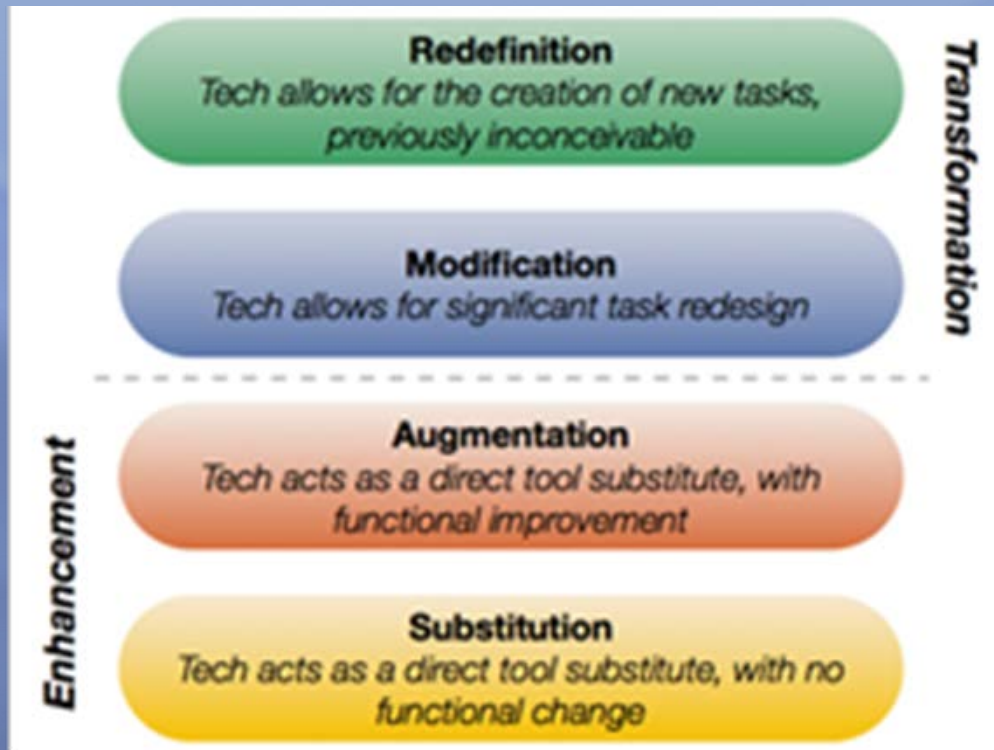 Redefinition
Tech allows for the creation of new tasks,
previously inconceivable
Transformation
Modification
Tech allows for significant task redesign
Enhancement
Augmentation
Tech acts as a direct tool substitute, with
functional improvement
Substitution
Tech acts as a direct tool substitute, with no
functional change